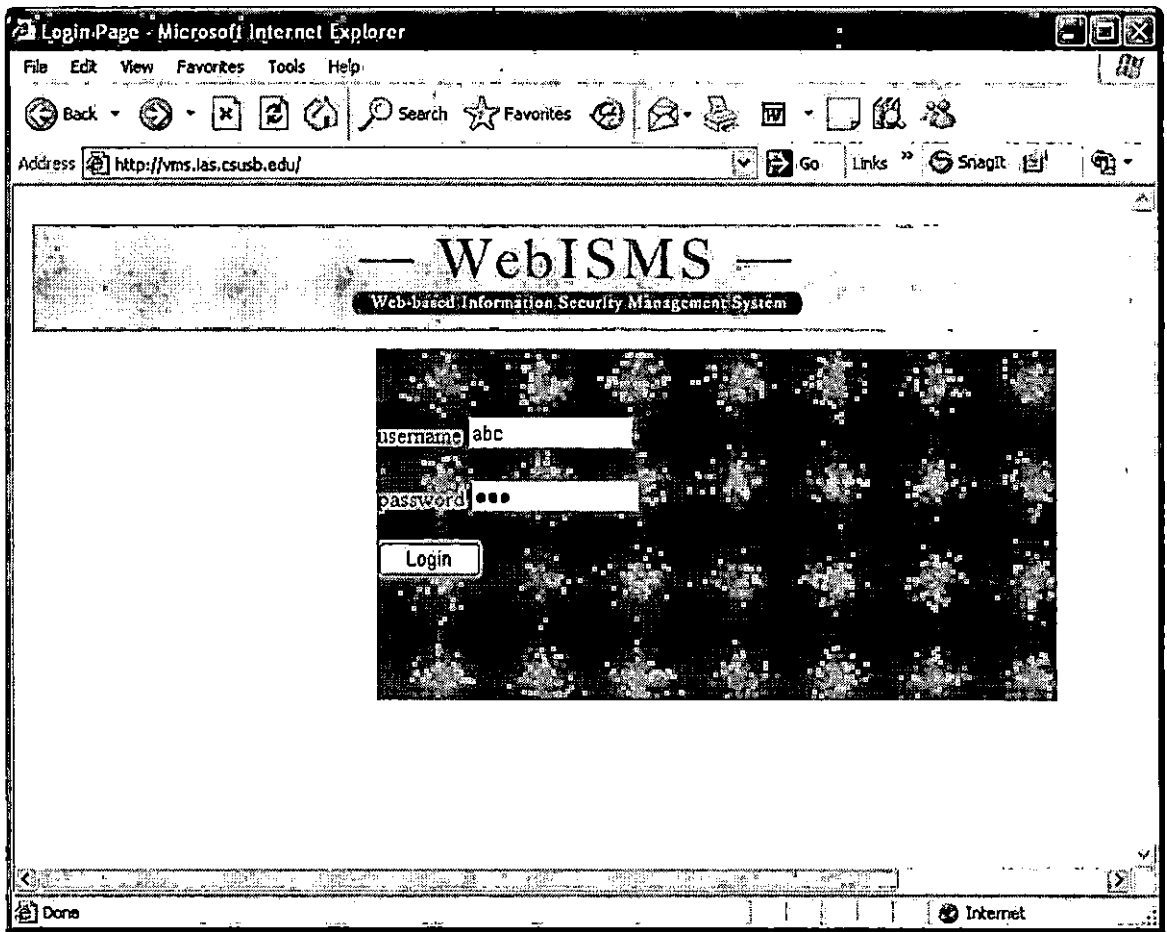 Login Page - Microsoft Internet Explorer
File Edit View Favorites Tools Help
Back Search Favorites
Address http://vms.ias.csusb.edu/ Go Links » SnagIt
— WebISMS —
Web-based Information Security Management System
username abc
password •••
Login
Done Internet